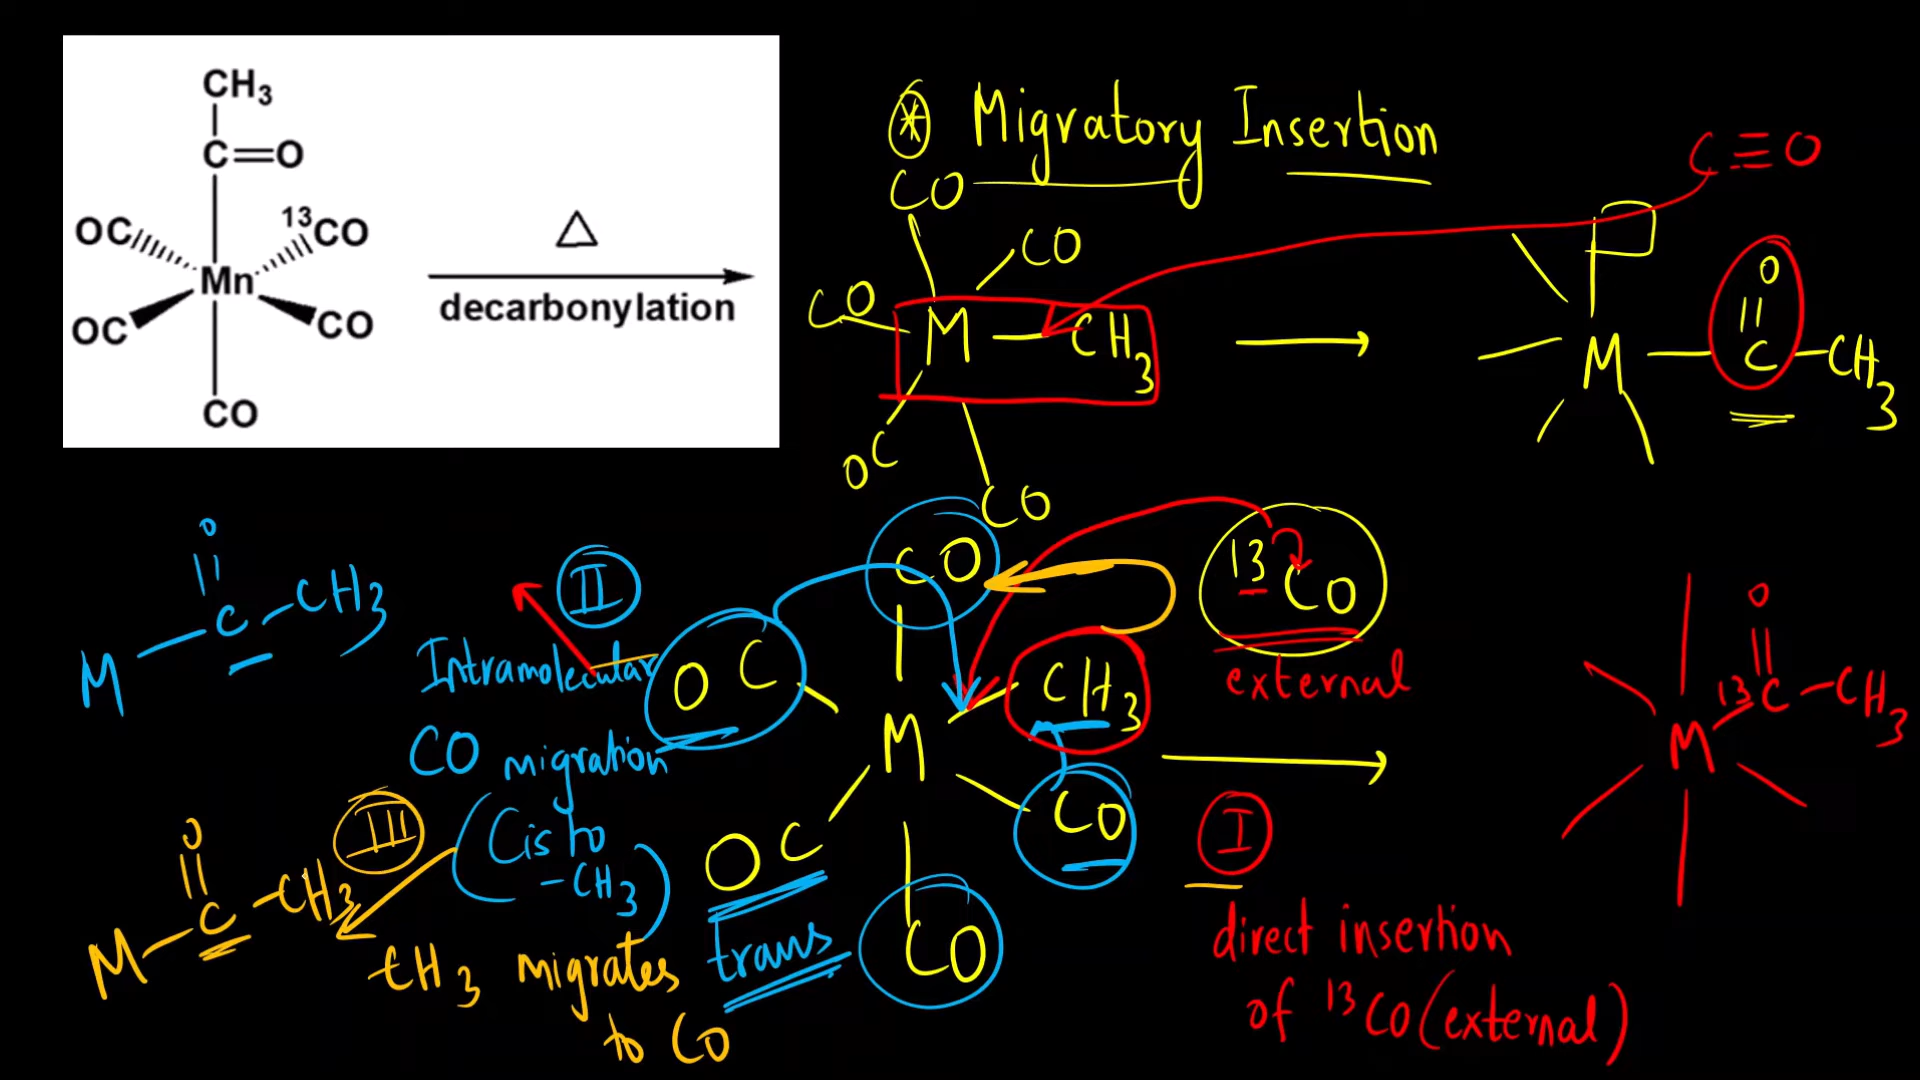 CH3
C=O
OC 13CO
Mn
OC CO
CO
△
decarbonylation
* Migratory Insertion
CO
CO
CO
M — CH3
OC
CO
C≡O
O
M — C — CH3
O
M — C — CH3
II
Intramolecular
CO migration
(Cis to
-CH3)
CO
OC
CH3
M
OC
CO
trans
CO
13CO
external
I
direct insertion
of 13CO (external)
O
M — 13C — CH3
III
O
M — C — CH3
CH3 migrates
to CO